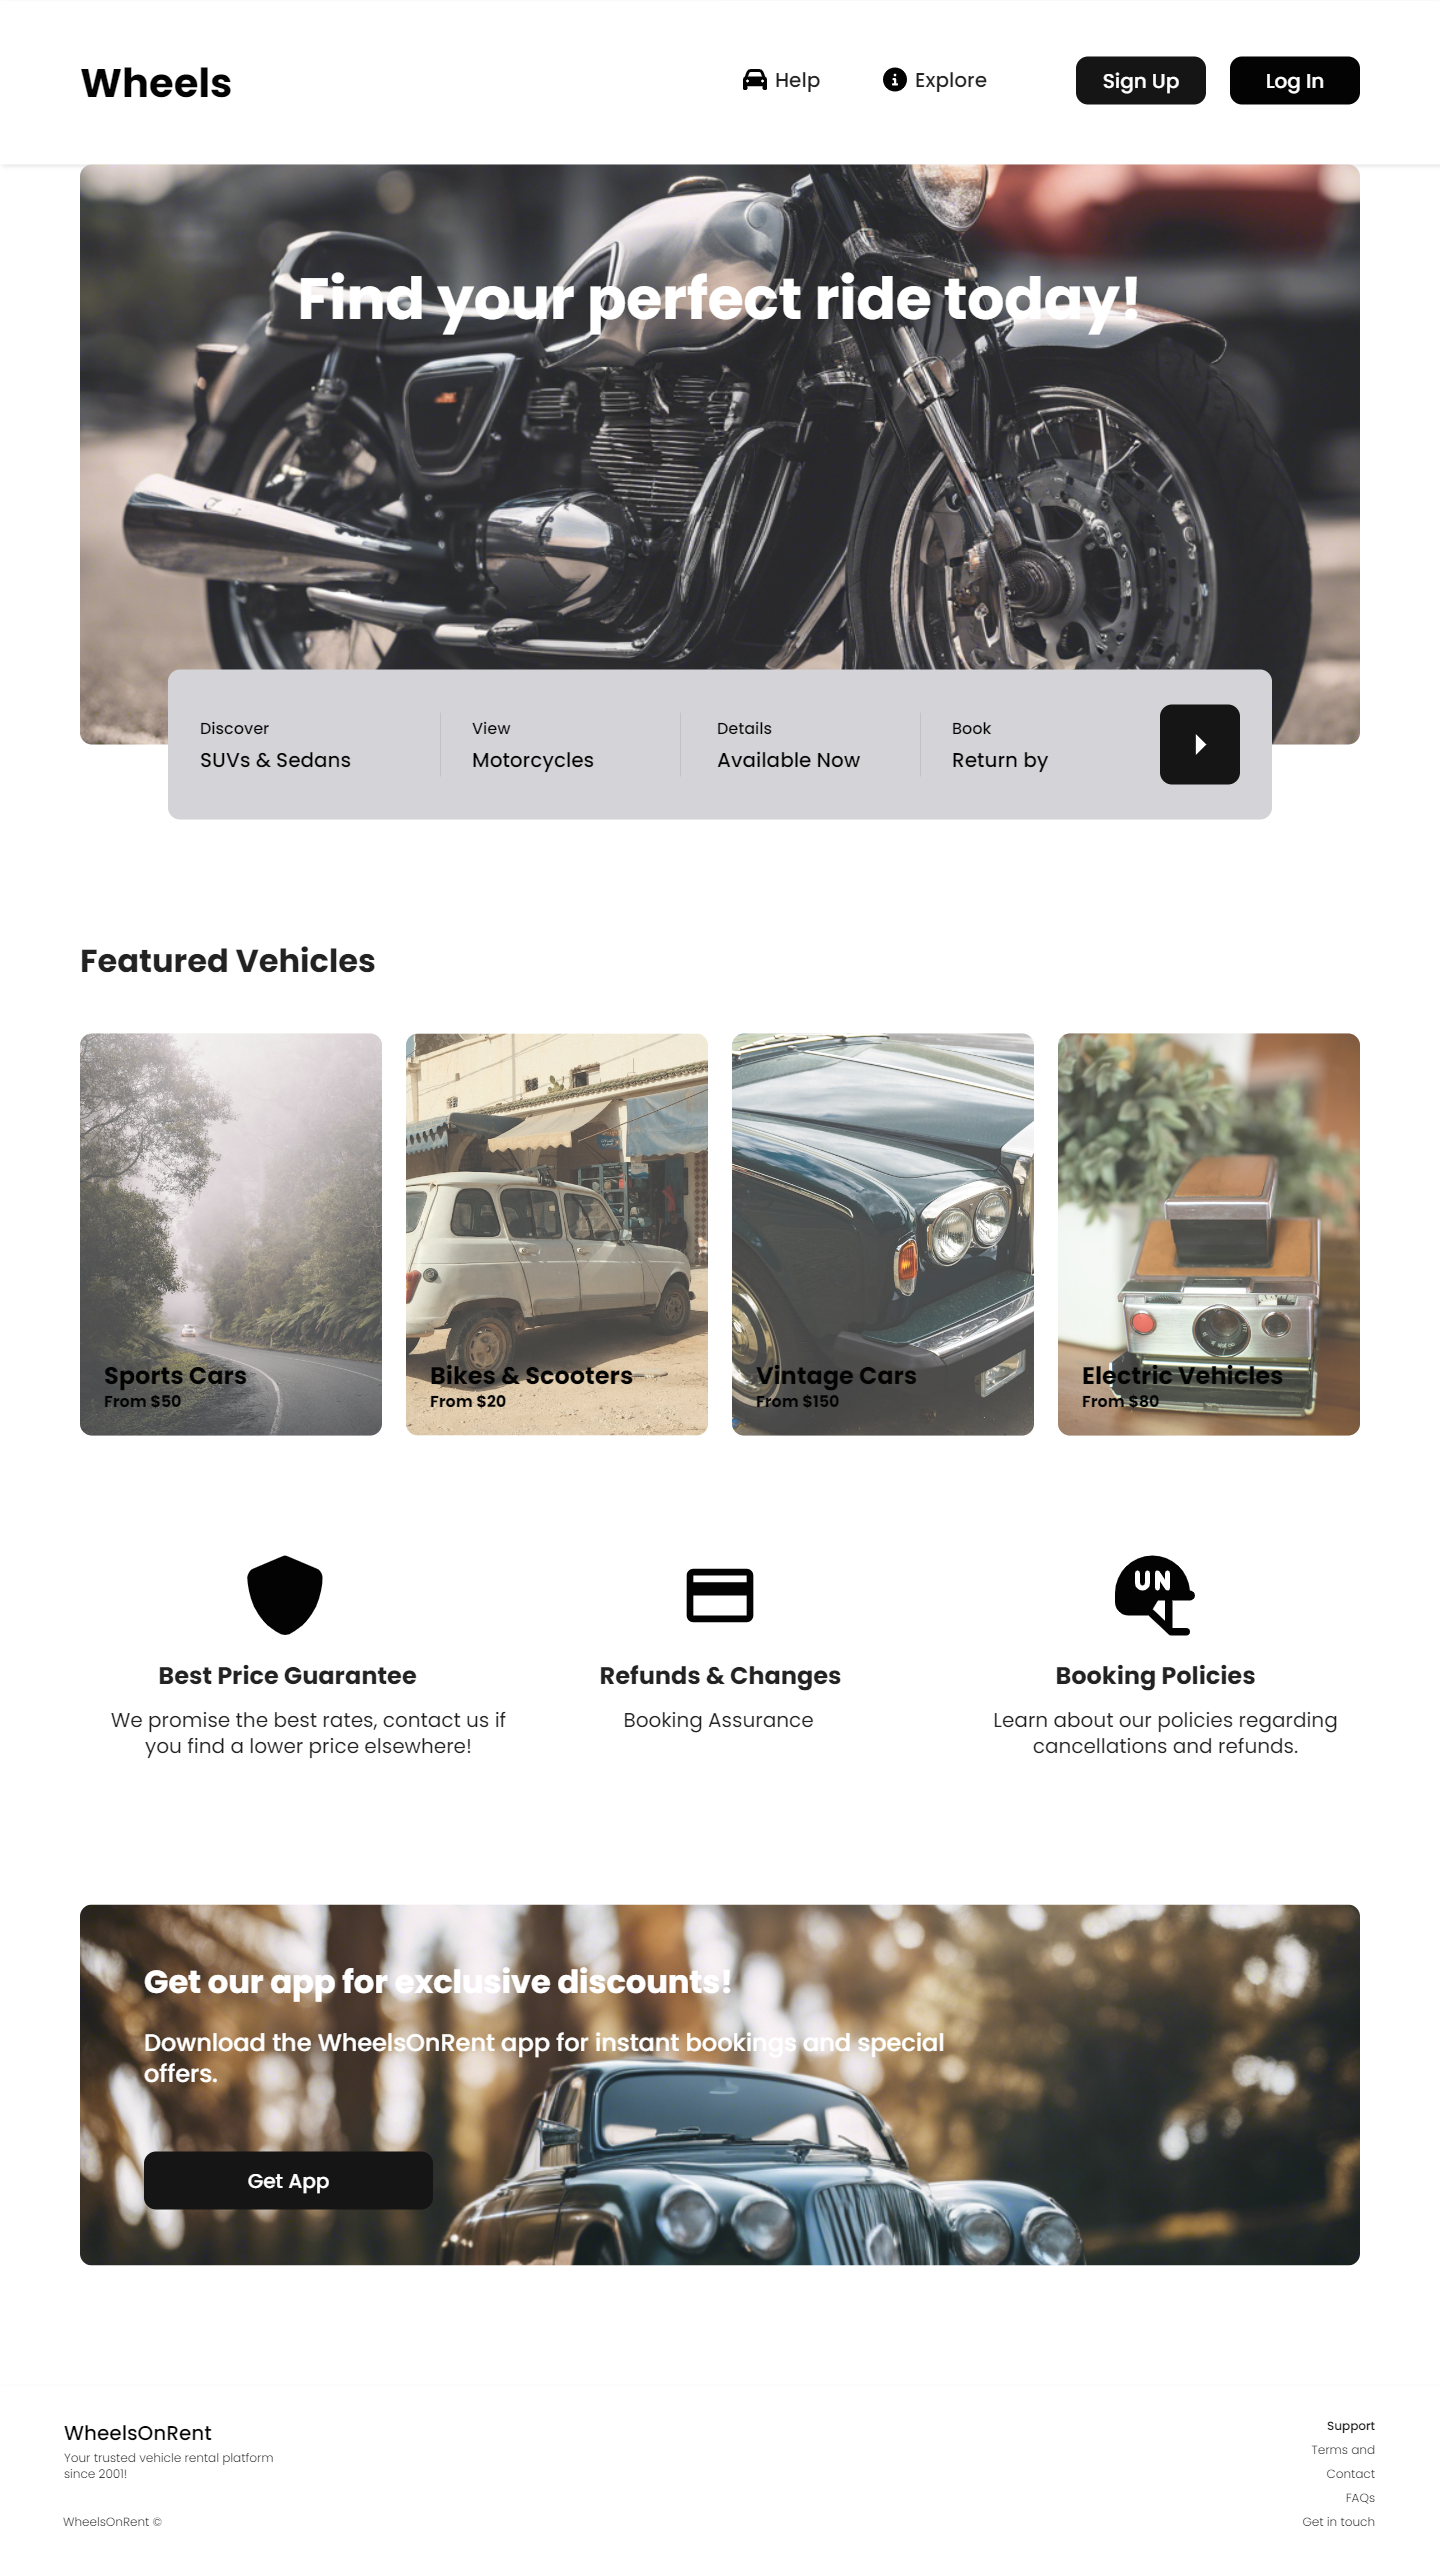 Wheels
Help
Explore
Sign Up
Log In
Find your perfect ride today!
Discover
SUVs & Sedans
View
Motorcycles
Details
Available Now
Book
Return by
Featured Vehicles
Sports Cars
From $50
Bikes & Scooters
From $20
Vintage Cars
From $150
Electric Vehicles
From $80
UN
Best Price Guarantee
We promise the best rates, contact us if
you find a lower price elsewhere!
Refunds & Changes
Booking Assurance
Booking Policies
Learn about our policies regarding
cancellations and refunds.
Get our app for exclusive discounts!
Download the WheelsOnRent app for instant bookings and special
offers.
Get App
WheelsOnRent
Your trusted vehicle rental platform
since 2001!
WheelsOnRent ©
Support
Terms and
Contact
FAQs
Get in touch